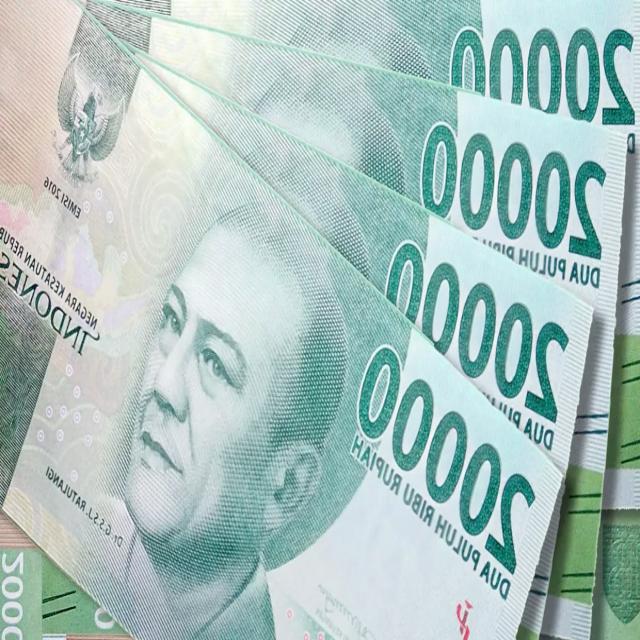 20000
20000
DUA PULUH RIBU
20000
DUA PULUH
20000
DUA PULUH RIBU RUPIAH
EMISI 2016
NEGARA KESATUAN REPUB
INDONES
Dr. G.S.S.J. RATULANGI
2000